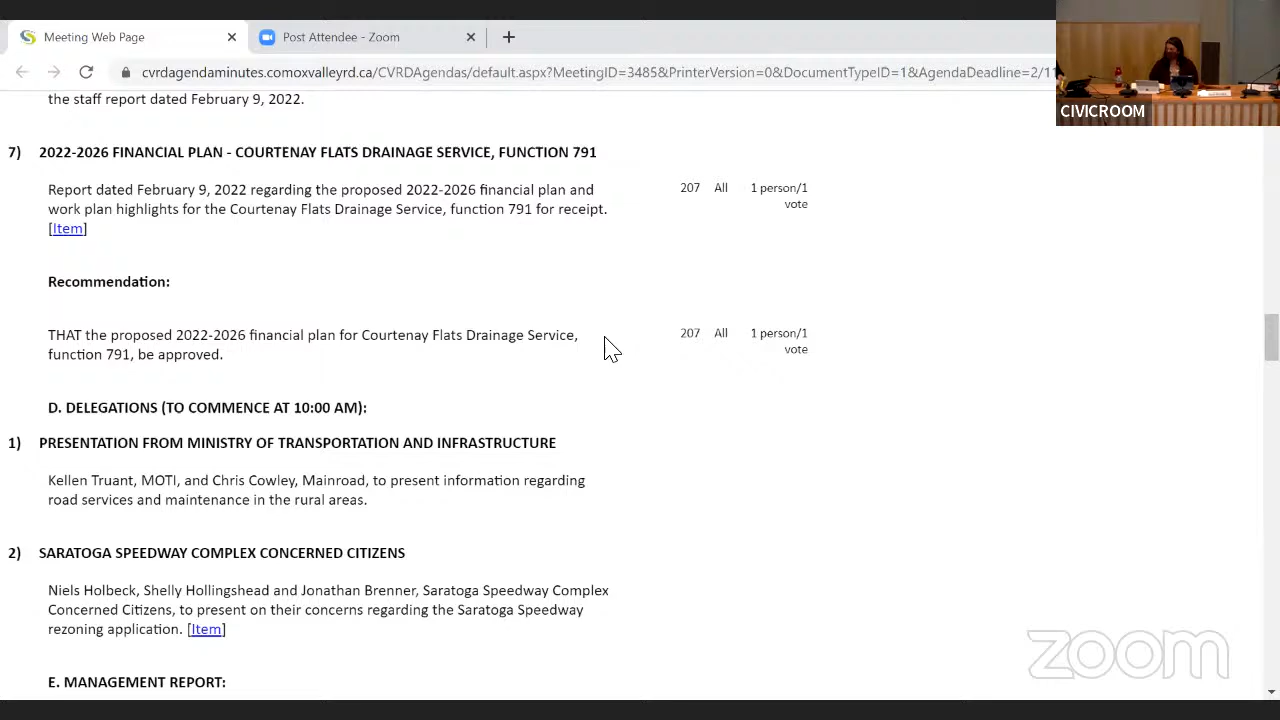 Meeting Web Page
Post Attendee - Zoom
cvrdagendaminutes.comoxvalleyrd.ca/CVRDAgendas/default.aspx?MeetingID=3485&PrinterVersion=0&DocumentTypeID=1&AgendaDeadline=2/1
CIVICROOM
the staff report dated February 9, 2022.
7) 2022-2026 FINANCIAL PLAN - COURTENAY FLATS DRAINAGE SERVICE, FUNCTION 791
Report dated February 9, 2022 regarding the proposed 2022-2026 financial plan and 207 All 1 person/1
work plan highlights for the Courtenay Flats Drainage Service, function 791 for receipt. vote
[Item]
Recommendation:
THAT the proposed 2022-2026 financial plan for Courtenay Flats Drainage Service, 207 All 1 person/1
function 791, be approved. vote
D. DELEGATIONS (TO COMMENCE AT 10:00 AM):
1) PRESENTATION FROM MINISTRY OF TRANSPORTATION AND INFRASTRUCTURE
Kellen Truant, MOTI, and Chris Cowley, Mainroad, to present information regarding
road services and maintenance in the rural areas.
2) SARATOGA SPEEDWAY COMPLEX CONCERNED CITIZENS
Niels Holbeck, Shelly Hollingshead and Jonathan Brenner, Saratoga Speedway Complex
Concerned Citizens, to present on their concerns regarding the Saratoga Speedway
rezoning application. [Item]
zoom
E. MANAGEMENT REPORT: